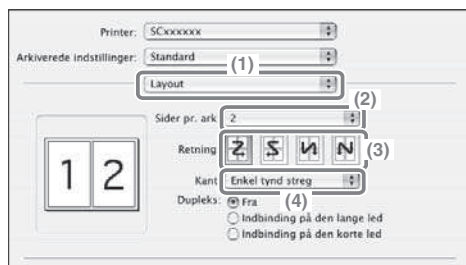 Printer: SCxxxxxx
Arkiverede indstillinger: Standard
(1)
Layout
(2)
Sider pr. ark 2
Retning
(3)
Kant Enkel tynd streg
(4)
Dupleks: Fra
Indbinding på den lange led
Indbinding på den korte led
1 2